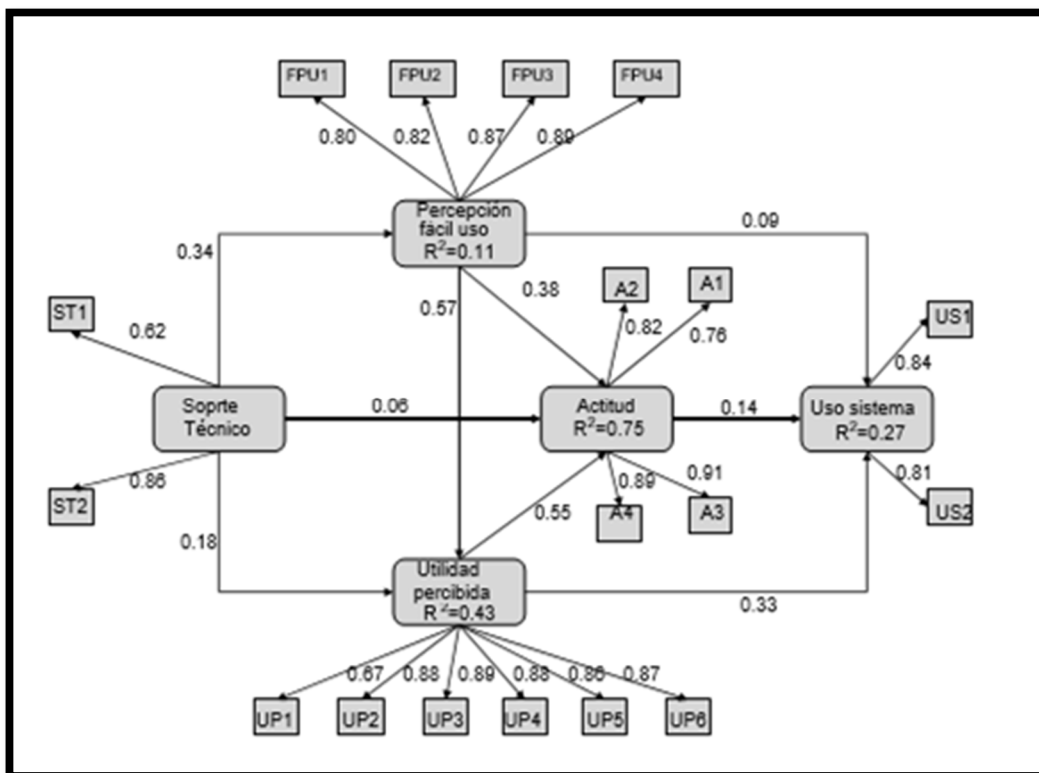 FPU1 FPU2 FPU3 FPU4
0.80 0.82 0.87 0.89
Percepción
fácil uso
R²=0.11
0.09
0.34
0.57
0.38
A2 A1
ST1
0.62
0.82
0.76
US1
0.84
Soprte
Técnico
0.06
Actitud
R²=0.75
0.14
Uso sistema
R²=0.27
0.86
ST2
0.89
0.91
0.81
A4 A3
US2
0.18
0.55
Utilidad
percibida
R²=0.43
0.33
0.67 0.88 0.89 0.88 0.86 0.87
UP1 UP2 UP3 UP4 UP5 UP6